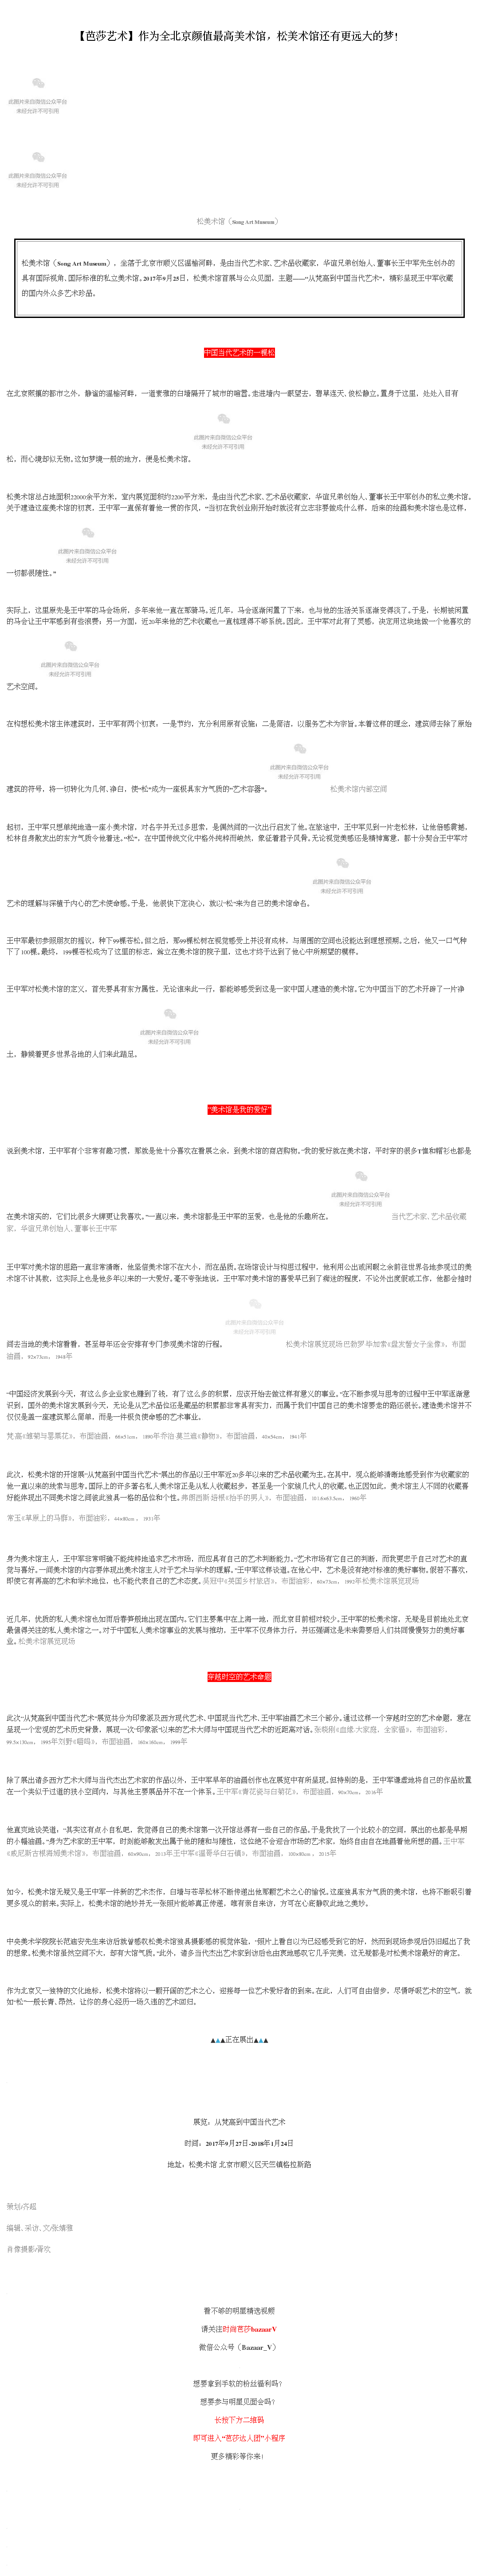 【芭莎艺术】作为全北京颜值最高美术馆，松美术馆还有更远大的梦！
此图片来自微信公众平台
未经允许不可引用
此图片来自微信公众平台
未经允许不可引用
松美术馆（Song Art Museum）
松美术馆（Song Art Museum），坐落于北京市顺义区温榆河畔，是由当代艺术家、艺术品收藏家，华谊兄弟创始人、董事长王中军先生创办的
具有国际视角、国际标准的私立美术馆。2017年9月25日，松美术馆首展与公众见面，主题——“从梵高到中国当代艺术”，精彩呈现王中军收藏
的国内外众多艺术珍品。
中国当代艺术的一棵松
在北京熙攘的都市之外，静谧的温榆河畔，一道素雅的白墙隔开了城市的喧嚣。走进墙内一眼望去，碧草连天、俊松静立。置身于这里，处处入目有
此图片来自微信公众平台
未经允许不可引用
松，而心境却似无物。这如梦境一般的地方，便是松美术馆。
松美术馆总占地面积22000余平方米，室内展览面积约2200平方米，是由当代艺术家、艺术品收藏家，华谊兄弟创始人、董事长王中军创办的私立美术馆。
关于建造这座美术馆的初衷，王中军一直保有着他一贯的作风，“当初在我创业刚开始时就没有立志非要做成什么样，后来的绘画和美术馆也是这样，
此图片来自微信公众平台
未经允许不可引用
一切都很随性。”
实际上，这里原先是王中军的马会场所，多年来他一直在那骑马。近几年，马会逐渐闲置了下来，也与他的生活关系逐渐变得淡了。于是，长期被闲置
的马会让王中军感到有些浪费；另一方面，近20年来他的艺术收藏也一直梳理得不够系统。因此，王中军对此有了灵感，决定用这块地做一个他喜欢的
此图片来自微信公众平台
未经允许不可引用
艺术空间。
在构想松美术馆主体建筑时，王中军有两个初衷：一是节约，充分利用原有设施；二是简洁，以服务艺术为宗旨。本着这样的理念，建筑师去除了原始
此图片来自微信公众平台
未经允许不可引用
建筑的符号，将一切转化为几何、净白，使“松”成为一座极具东方气质的“艺术容器”。 松美术馆内部空间
起初，王中军只想单纯地造一座小美术馆，对名字并无过多思索，是偶然间的一次出行启发了他。在旅途中，王中军见到一片老松林，让他倍感震撼，
松林自身散发出的东方气质令他着迷。“松”，在中国传统文化中格外纯粹而峻然，象征着君子风骨。无论视觉美感还是精神寓意，都十分契合王中军对
此图片来自微信公众平台
未经允许不可引用
艺术的理解与深植于内心的艺术使命感。于是，他很快下定决心，就以“松”来为自己的美术馆命名。
王中军最初参照朋友的提议，种下99棵苍松。但之后，那99棵松树在视觉感受上并没有成林，与周围的空间也没能达到理想预期。之后，他又一口气种
下了100棵。最终，199棵苍松成为了这里的标志，耸立在美术馆的院子里，这也才终于达到了他心中所期望的模样。
王中军对松美术馆的定义，首先要具有东方属性，无论谁来此一行，都能够感受到这是一家中国人建造的美术馆。它为中国当下的艺术开辟了一片净
此图片来自微信公众平台
未经允许不可引用
土，静候着更多世界各地的人们来此踏足。
“美术馆是我的爱好”
说到美术馆，王中军有个非常有趣习惯，那就是他十分喜欢在看展之余，到美术馆的商店购物。“我的爱好就在美术馆，平时穿的很多T恤和帽衫也都是
此图片来自微信公众平台
未经允许不可引用
在美术馆买的，它们比很多大牌更让我喜欢。”一直以来，美术馆都是王中军的至爱，也是他的乐趣所在。 当代艺术家、艺术品收藏
家，华谊兄弟创始人、董事长王中军
王中军对美术馆的思路一直非常清晰，他坚信美术馆不在大小，而在品质。在场馆设计与构思过程中，他利用公出或闲暇之余前往世界各地参观过的美
术馆不计其数，这实际上也是他多年以来的一大爱好。毫不夸张地说，王中军对美术馆的喜爱早已到了痴迷的程度，不论外出度假或工作，他都会抽时
此图片来自微信公众平台
未经允许不可引用
间去当地的美术馆看看，甚至每年还会安排有专门参观美术馆的行程。 松美术馆展览现场巴勃罗·毕加索《盘发髻女子坐像》，布面
油画，92x73cm，1948年
“中国经济发展到今天，有这么多企业家也赚到了钱，有了这么多的积累，应该开始去做这样有意义的事业。”在不断参观与思考的过程中王中军逐渐意
识到，国外的美术馆发展到今天，无论是从艺术品位还是藏品的积累都非常具有实力，而属于我们中国自己的美术馆要走的路还很长。建造美术馆并不
仅仅是盖一座建筑那么简单，而是一件极负使命感的艺术事业。
梵·高《雏菊与罂粟花》，布面油画，66x51cm，1890年乔治·莫兰迪《静物》，布面油画，40x54cm，1941年
此次，松美术馆的开馆展“从梵高到中国当代艺术”展出的作品以王中军近20多年以来的艺术品收藏为主。在其中，观众能够清晰地感受到作为收藏家的
他一直以来的续索与思考。国际上的许多著名私人美术馆正是从私人收藏起步，甚至是一个家族几代人的收藏。也正因如此，美术馆主人不同的收藏喜
好能体现出不同美术馆之间彼此独具一格的品位和个性。弗朗西斯·培根《抬手的男人》，布面油画，101.6x63.5cm，1960年
常玉《草原上的马群》，布面油彩，44x80cm，1931年
身为美术馆主人，王中军非常明确不能纯粹地追求艺术市场，而应具有自己的艺术判断能力。“艺术市场有它自己的判断，而我更忠于自己对艺术的直
觉与喜好。一间美术馆的内容要体现出美术馆主人对于艺术与学术的理解。”王中军这样谈道。在他心中，艺术是没有绝对标准的美好事物。假若不喜欢，
即使它有再高的艺术和学术地位，也不能代表自己的艺术态度。吴冠中《英国乡村旅店》，布面油彩，60x73cm，1992年松美术馆展览现场
近几年，优质的私人美术馆也如雨后春笋般地出现在国内。它们主要集中在上海一地，而北京目前相对较少。王中军的松美术馆，无疑是目前地处北京
最值得关注的私人美术馆之一。对于中国私人美术馆事业的发展与推动，王中军不仅身体力行，并还强调这是未来需要后人们共同慢慢努力的美好事
业。松美术馆展览现场
穿越时空的艺术命题
此次“从梵高到中国当代艺术”展览共分为印象派及西方现代艺术、中国现当代艺术、王中军油画艺术三个部分。通过这样一个穿越时空的艺术命题，意在
呈现一个宏观的艺术历史背景，展现一次“印象派”以来的艺术大师与中国现当代艺术的近距离对话。张晓刚《血缘·大家庭，全家福》，布面油彩，
99.5x130cm，1995年刘野《嘘吗》，布面油画，160x160cm，1999年
除了展出诸多西方艺术大师与当代杰出艺术家的作品以外，王中军早年的油画创作也在展览中有所呈现。但特别的是，王中军谦虚地将自己的作品放置
在一个类似于过道的狭小空间内，与其他主要展品并不在一个体系。王中军《青花瓷与白菊花》，布面油画，90x70cm，2016年
他直爽地谈笑道，“其实这有点小自私吧，我觉得自己的美术馆第一次开馆总得有一些自己的作品。于是我找了一个比较小的空间，展出的也都是早期
的小幅油画。”身为艺术家的王中军，时刻能够散发出属于他的随和与随性，这位绝不会迎合市场的艺术家，始终自由自在地画着他所想的画。王中军
《威尼斯古根海姆美术馆》，布面油画，60x90cm，2015年王中军《温哥华白石镇》，布面油画，100x80cm，2015年
如今，松美术馆无疑又是王中军一件新的艺术杰作，白墙与苍翠松林不断传递出他那颗艺术之心的愉悦。这座独具东方气质的美术馆，也将不断吸引着
更多观众的前来。实际上，松美术馆的绝妙并无一张照片能够真正传递，唯有亲自来访，方可在心底静叹此地之美妙。
中央美术学院院长范迪安先生来访后就曾感叹松美术馆独具摄影感的视觉体验，“照片上看自以为已经感受到它的好，然而到现场参观后仍旧超出了我
的想象。松美术馆虽然空间不大，却有大馆气质。”此外，诸多当代杰出艺术家到访后也由衷地感叹它几乎完美，这无疑都是对松美术馆最好的肯定。
作为北京又一独特的文化地标，松美术馆将以一颗开园的艺术之心，迎接每一位艺术爱好者的到来。在此，人们可自由信步，尽情呼吸艺术的空气，就
如“松”一般长青、昂然，让你的身心经历一场久违的艺术回归。
▲▲▲正在展出▲▲▲
展览：从梵高到中国当代艺术
时间：2017年9月27日-2018年1月24日
地址：松美术馆 北京市顺义区天竺镇格拉斯路
策划/齐超
编辑、采访、文/张婧雅
肖像摄影/胥欢
看不够的明星精选视频
请关注时尚芭莎bazaarV
微信公众号（Bazaar_V）
想要拿到手软的粉丝福利吗？
想要参与明星见面会吗？
长按下方二维码
即可进入“芭莎达人团”小程序
更多精彩等你来！